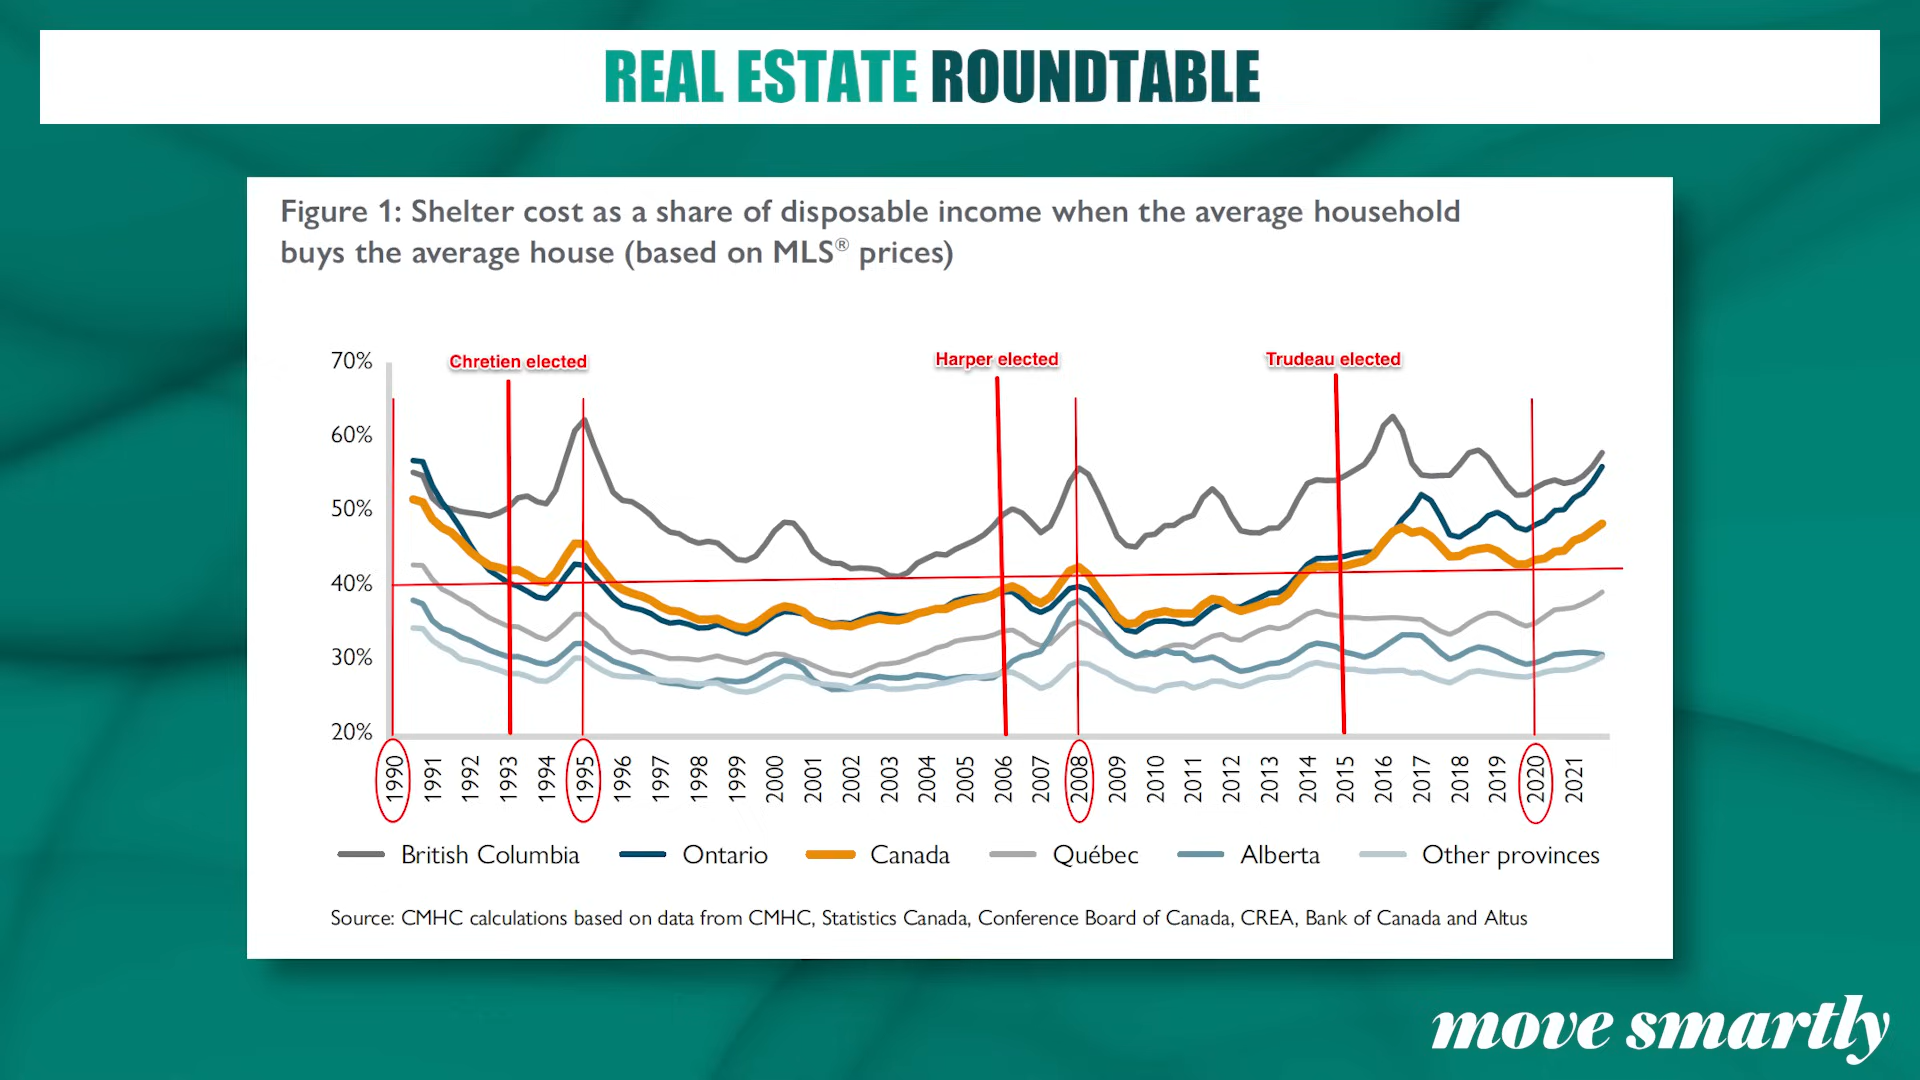 REAL ESTATE ROUNDTABLE
Figure 1: Shelter cost as a share of disposable income when the average household
buys the average house (based on MLS® prices)
Chretien elected
Harper elected
Trudeau elected
70%
60%
50%
40%
30%
20%
1990 1991 1992 1993 1994 1995 1996 1997 1998 1999 2000 2001 2002 2003 2004 2005 2006 2007 2008 2009 2010 2011 2012 2013 2014 2015 2016 2017 2018 2019 2020 2021
British Columbia Ontario Canada Québec Alberta Other provinces
Source: CMHC calculations based on data from CMHC, Statistics Canada, Conference Board of Canada, CREA, Bank of Canada and Altus
move smartly